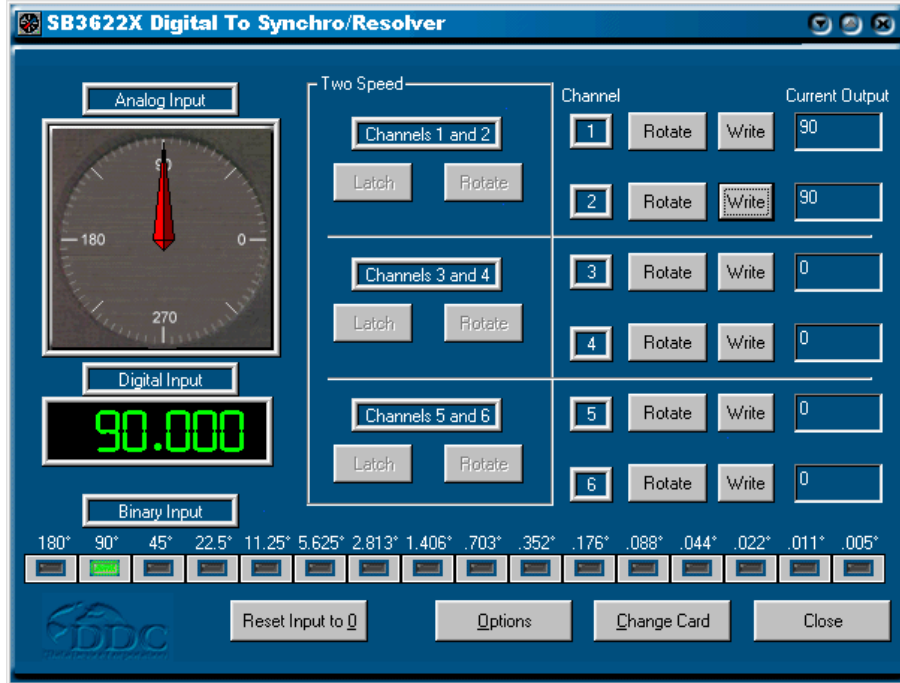 SB3622X Digital To Synchro/Resolver
Analog Input
90
180
0
270
Digital Input
90.000
Two Speed
Channels 1 and 2
Latch Rotate
Channels 3 and 4
Latch Rotate
Channels 5 and 6
Latch Rotate
Channel Current Output
1 Rotate Write 90
2 Rotate Write 90
3 Rotate Write 0
4 Rotate Write 0
5 Rotate Write 0
6 Rotate Write 0
Binary Input
180° 90° 45° 22.5° 11.25° 5.625° 2.813° 1.406° .703° .352° .176° .088° .044° .022° .011° .005°
DDC
Reset Input to 0 Options Change Card Close